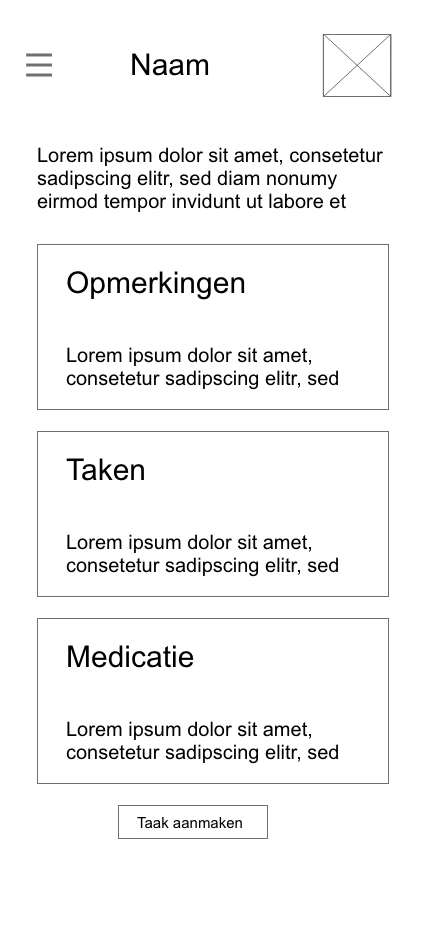 Naam
Lorem ipsum dolor sit amet, consetetur
sadipscing elitr, sed diam nonumy
eirmod tempor invidunt ut labore et
Opmerkingen
Lorem ipsum dolor sit amet,
consetetur sadipscing elitr, sed
Taken
Lorem ipsum dolor sit amet,
consetetur sadipscing elitr, sed
Medicatie
Lorem ipsum dolor sit amet,
consetetur sadipscing elitr, sed
Taak aanmaken